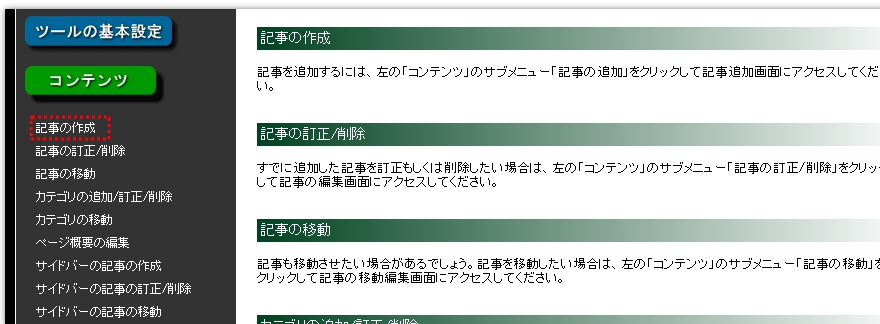 ツールの基本設定
コンテンツ
記事の作成
記事の訂正/削除
記事の移動
カテゴリの追加/訂正/削除
カテゴリの移動
ページ概要の編集
サイドバーの記事の作成
サイドバーの記事の訂正/削除
サイドバーの記事の移動
記事の作成
記事を追加するには、左の「コンテンツ」のサブメニュー「記事の追加」をクリックして記事追加画面にアクセスしてくだ
い。
記事の訂正/削除
すでに追加した記事を訂正もしくは削除したい場合は、左の「コンテンツ」のサブメニュー「記事の訂正/削除」をクリッ
して記事の編集画面にアクセスしてください。
記事の移動
記事も移動させたい場合があるでしょう。記事を移動したい場合は、左の「コンテンツ」のサブメニュー「記事の移動」を
クリックして記事の移動編集画面にアクセスしてください。
カテゴリの追加/訂正/削除